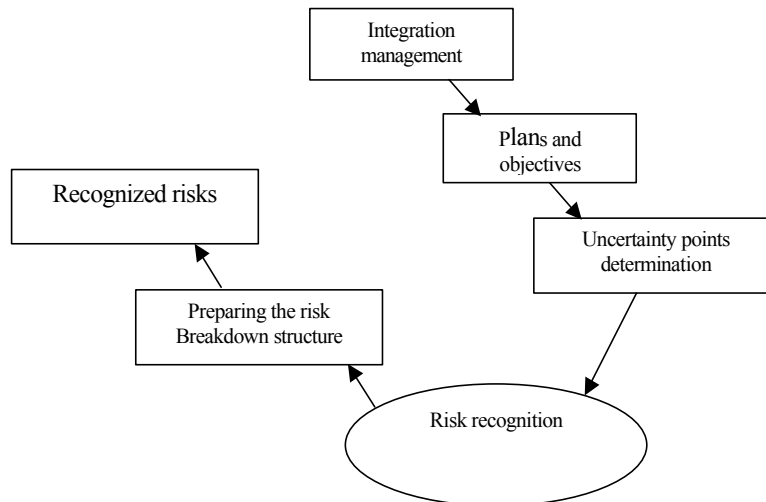 Integration
management
Plans and
objectives
Recognized risks
Uncertainty points
determination
Preparing the risk
Breakdown structure
Risk recognition